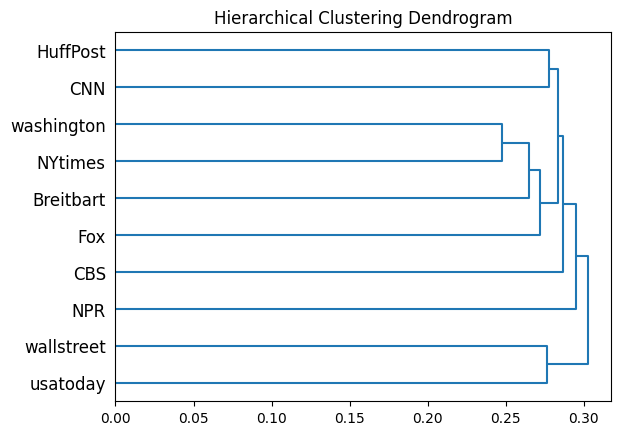 Hierarchical Clustering Dendrogram
HuffPost
CNN
washington
NYtimes
Breitbart
Fox
CBS
NPR
wallstreet
usatoday
0.00 0.05 0.10 0.15 0.20 0.25 0.30